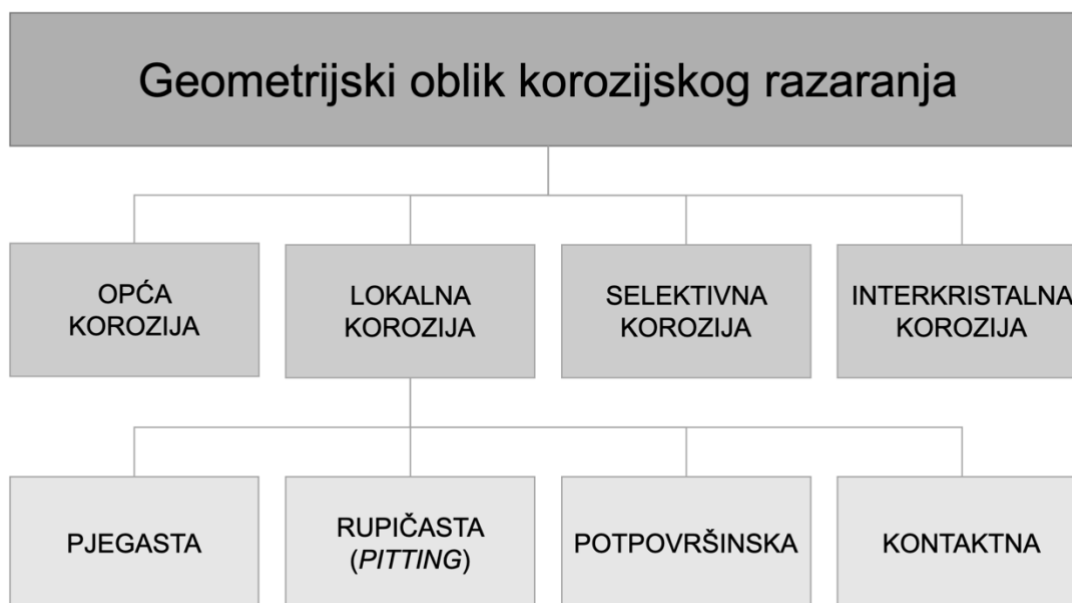 Geometrijski oblik korozijskog razaranja
OPĆA
KOROZIJA
LOKALNA
KOROZIJA
SELEKTIVNA
KOROZIJA
INTERKRISTALNA
KOROZIJA
PJEGASTA
RUPIČASTA
(PITTING)
POTPOVRŠINSKA
KONTAKTNA